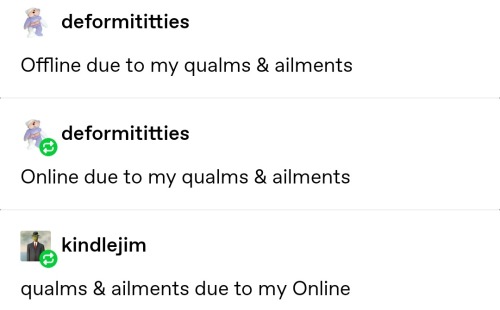 deformititties
Offline due to my qualms & ailments
deformititties
Online due to my qualms & ailments
kindlejim
qualms & ailments due to my Online